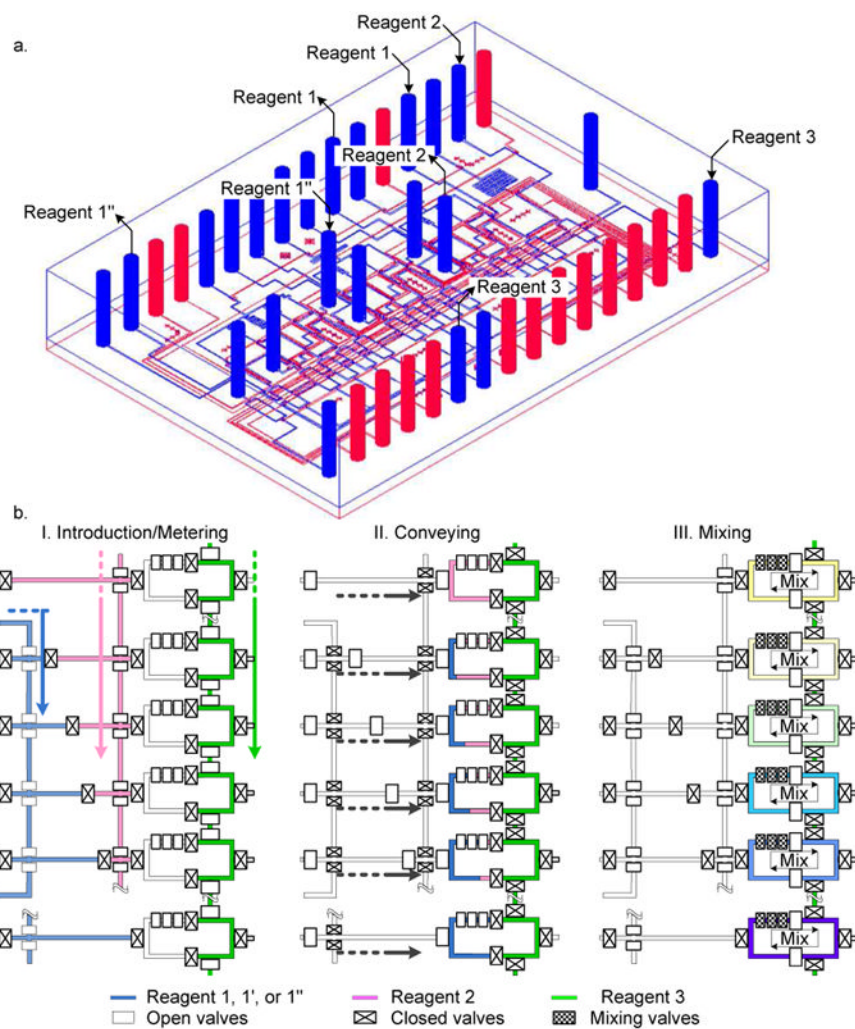 a.
Reagent 2
Reagent 1
Reagent 1
Reagent 2
Reagent 3
Reagent 1"
Reagent 1"
Reagent 3
b.
I. Introduction/Metering
II. Conveying
III. Mixing
Mix
Mix
Mix
Mix
Mix
Mix
Reagent 1, 1', or 1"
Reagent 2
Reagent 3
Open valves
Closed valves
Mixing valves